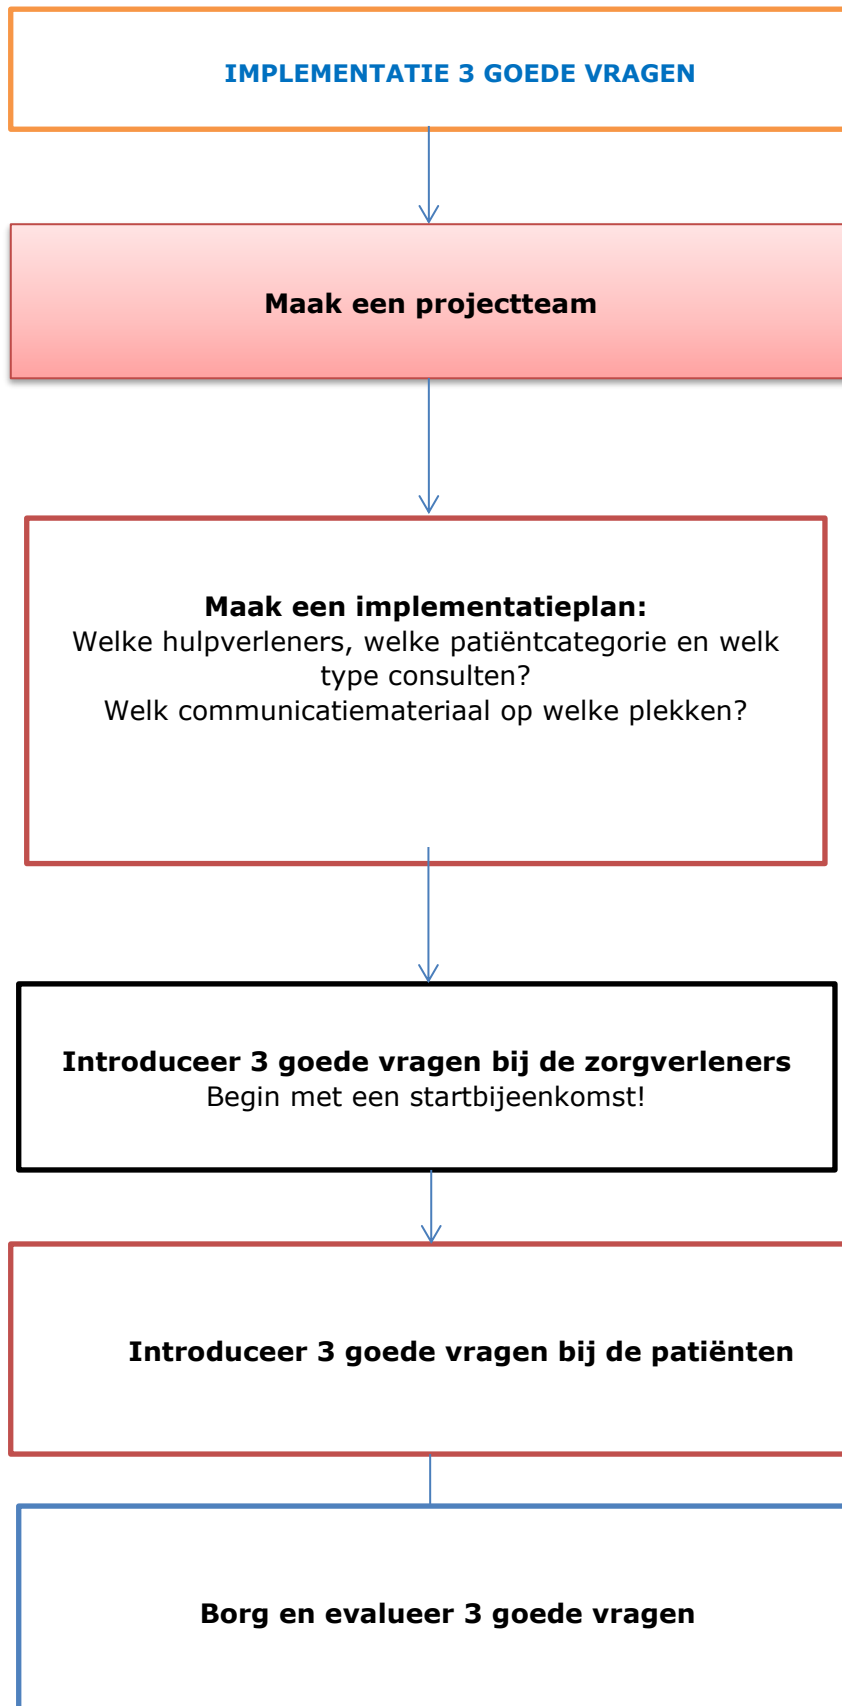 IMPLEMENTATIE 3 GOEDE VRAGEN
Maak een projectteam
Maak een implementatieplan:
Welke hulpverleners, welke patiëntcategorie en welk
type consulten?
Welk communicatiemateriaal op welke plekken?
Introduceer 3 goede vragen bij de zorgverleners
Begin met een startbijeenkomst!
Introduceer 3 goede vragen bij de patiënten
Borg en evalueer 3 goede vragen